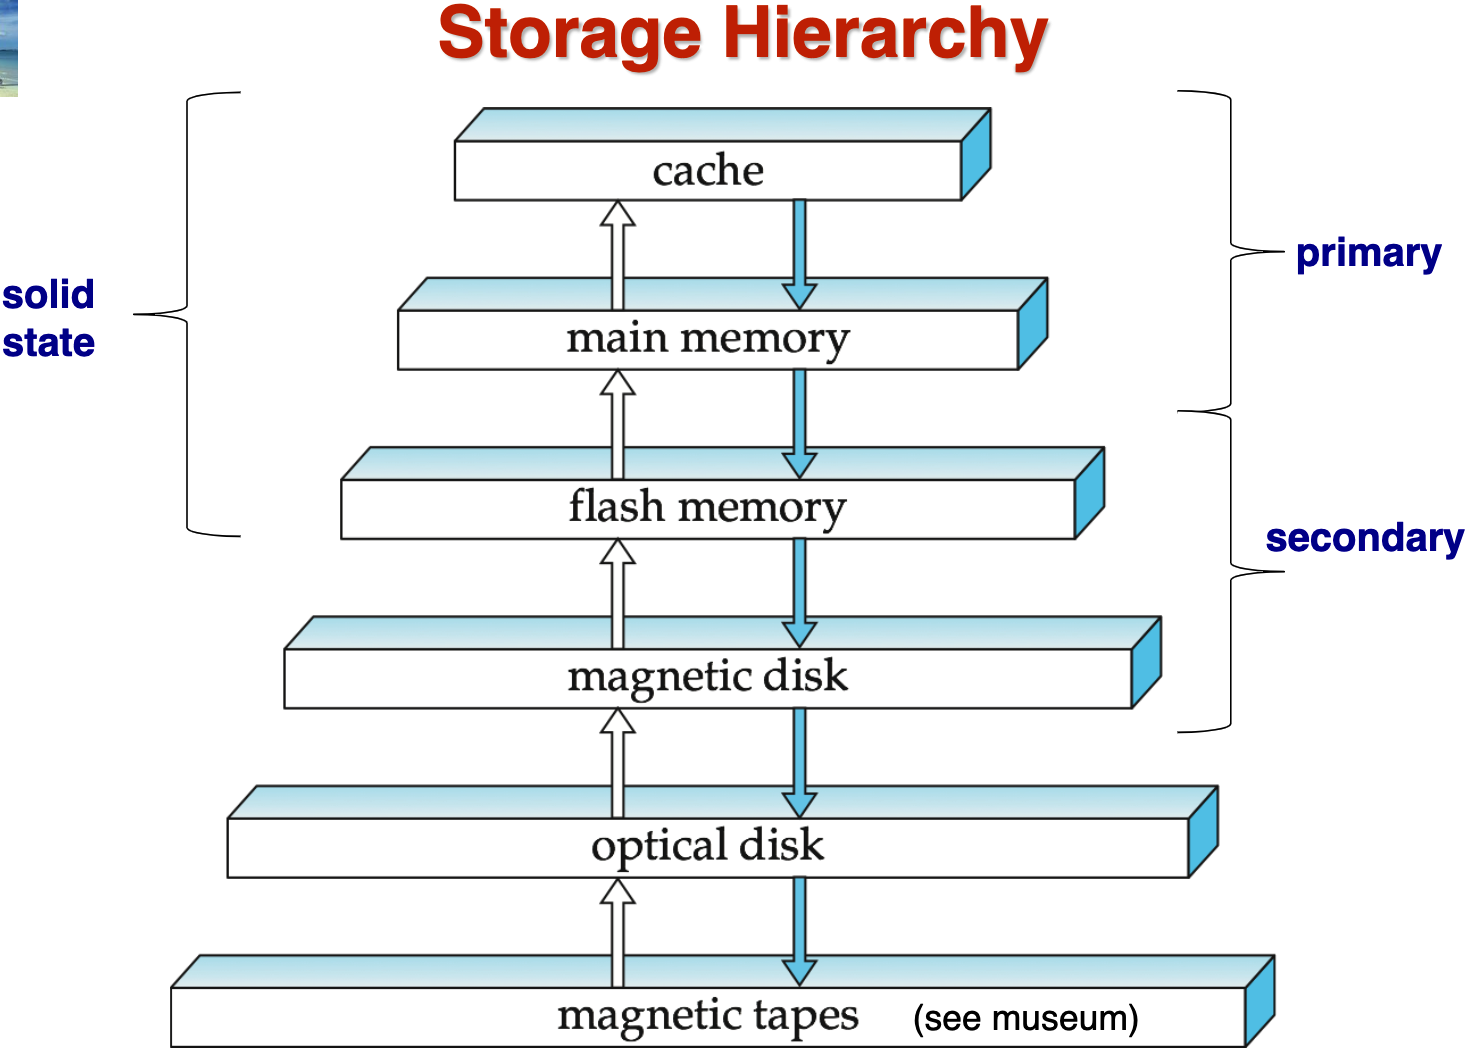 Storage Hierarchy
cache
primary
solid
state
main memory
flash memory
secondary
magnetic disk
optical disk
magnetic tapes (see museum)